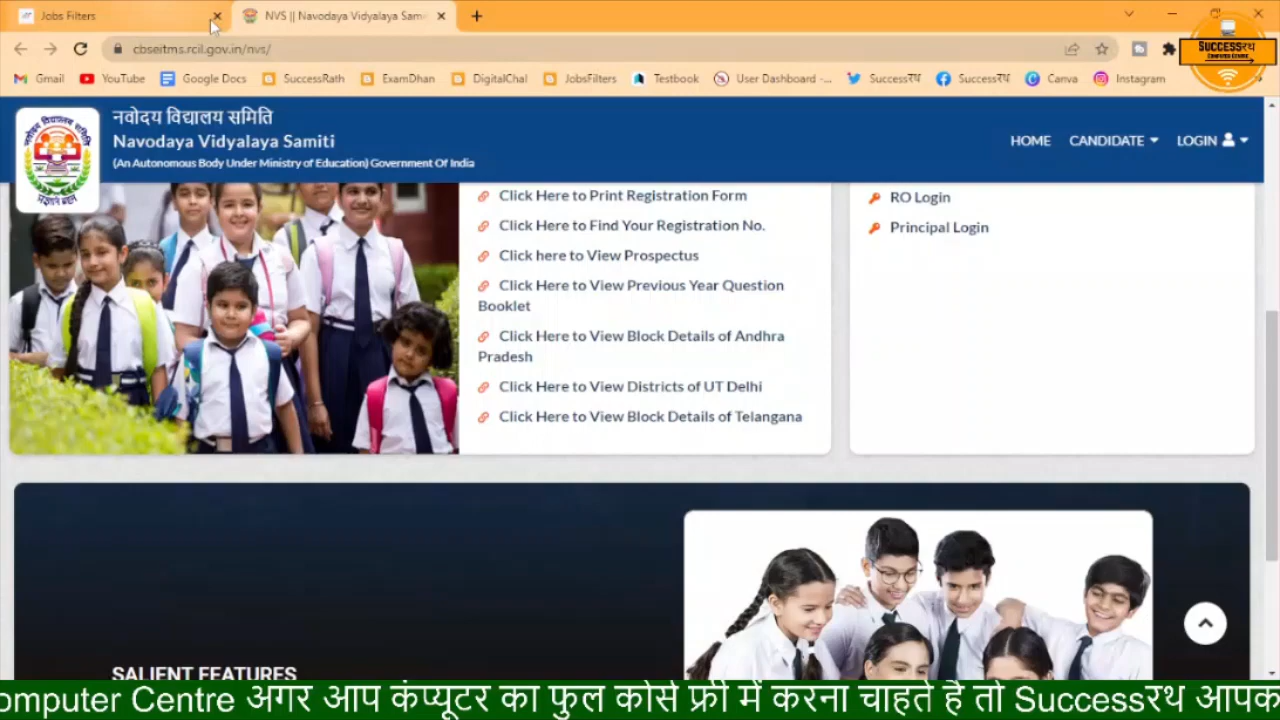 Jobs Filters
NVS || Navodaya Vidyalaya Sami
cbseitms.rcil.gov.in/nvs/
Gmail
YouTube
Google Docs
SuccessRath
ExamDhan
DigitalChat
JobsFilters
Testbook
User Dashboard -...
Successरथ
Successरथ
Canva
Instagram
SUCCESSरथ
COMPUTER CENTRE
नवोदय विद्यालय समिति
Navodaya Vidyalaya Samiti
(An Autonomous Body Under Ministry of Education) Government Of India
HOME
CANDIDATE
LOGIN
Click Here to Print Registration Form
Click Here to Find Your Registration No.
Click here to View Prospectus
Click Here to View Previous Year Question
Booklet
Click Here to View Block Details of Andhra
Pradesh
Click Here to View Districts of UT Delhi
Click Here to View Block Details of Telangana
RO Login
Principal Login
SALIENT FEATURES
omputer Centre अगर आप कंप्यूटर का फुल कोर्स फ्री में करना चाहते है तो Successरथ आपक